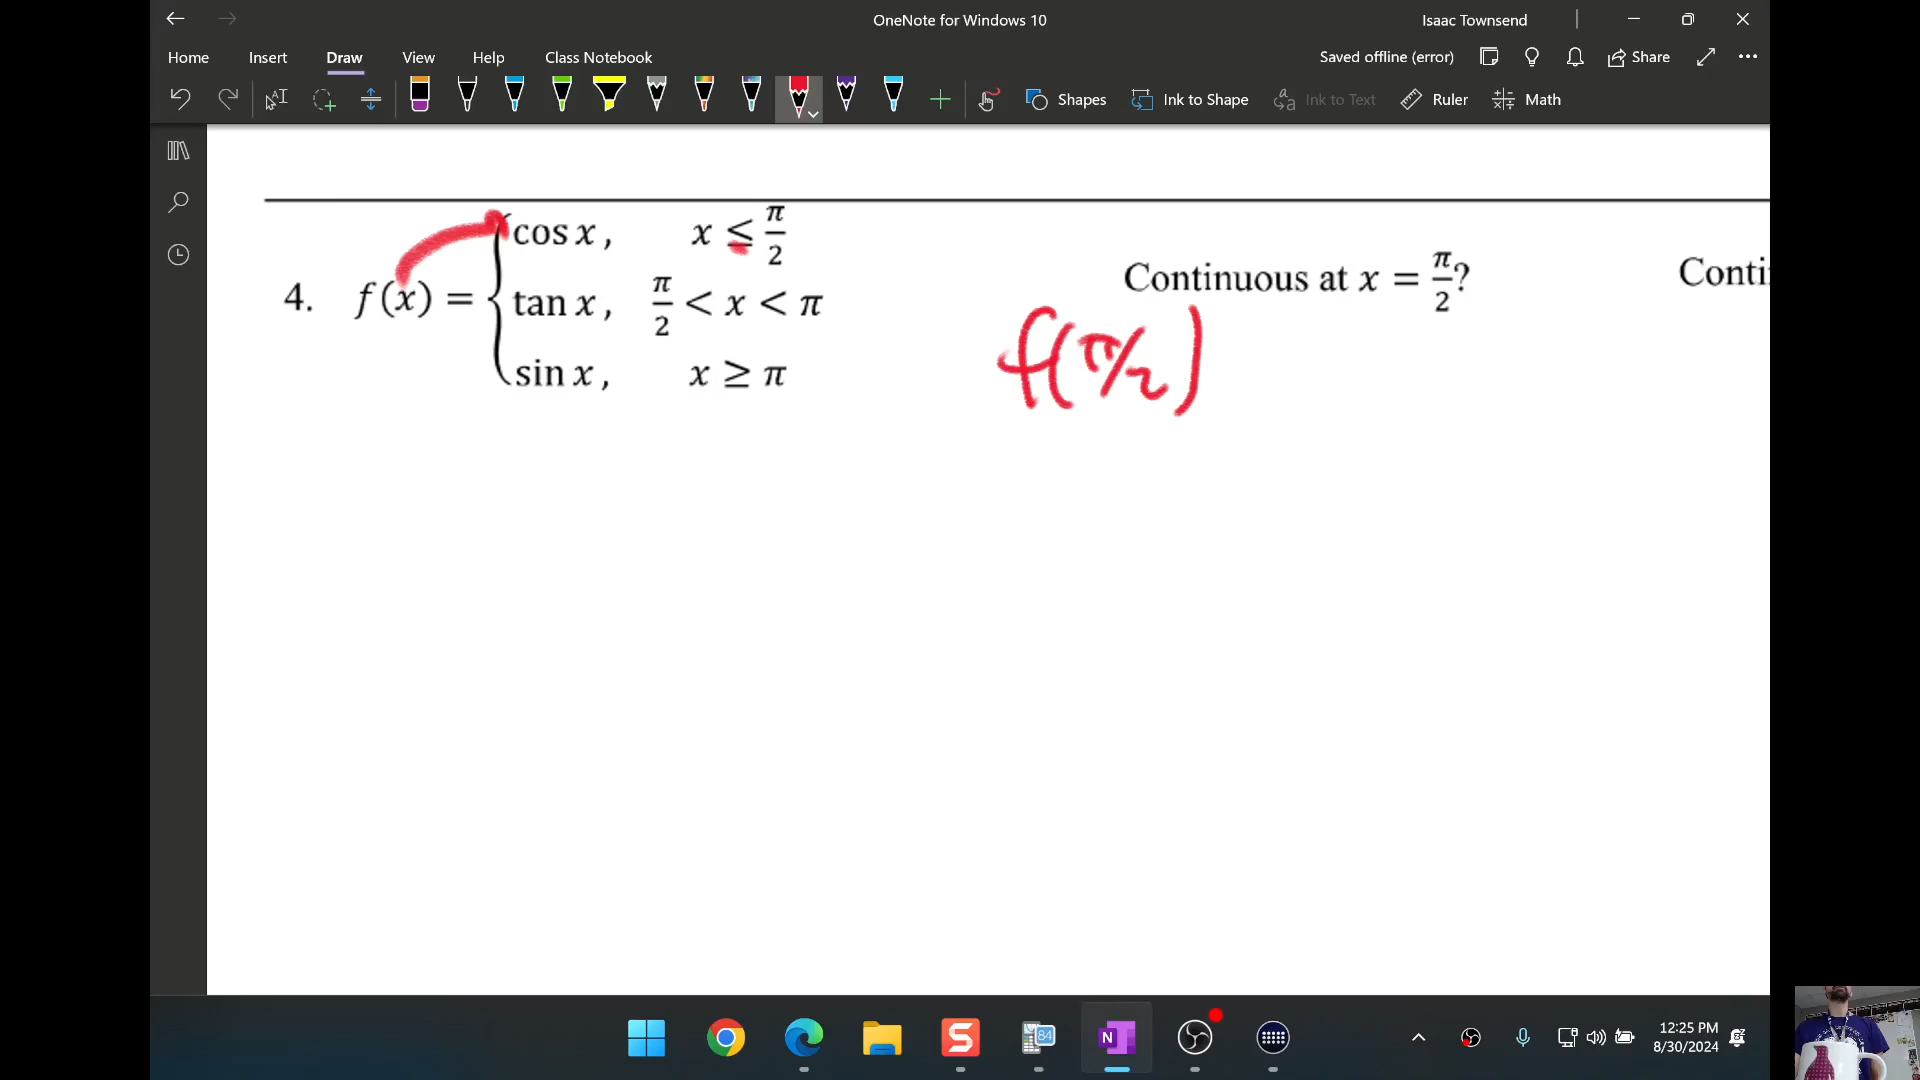 OneNote for Windows 10
Isaac Townsend
Home Insert Draw View Help Class Notebook
Saved offline (error) Share
Shapes Ink to Shape Ink to Text Ruler Math
4. f(x) = { cos x, x ≤ π/2
tan x, π/2 < x < π
sin x, x ≥ π
Continuous at x = π/2?
Conti
f(π/2)
84
S
N
12:25 PM
8/30/2024